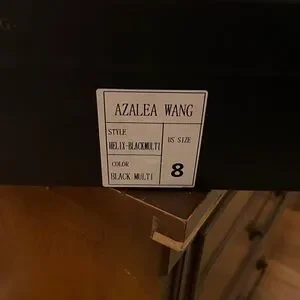 G.
AZALEA WANG
STYLE
HELIX-BLACKMULTI
US SIZE
COLOR
BLACK MULTI
8